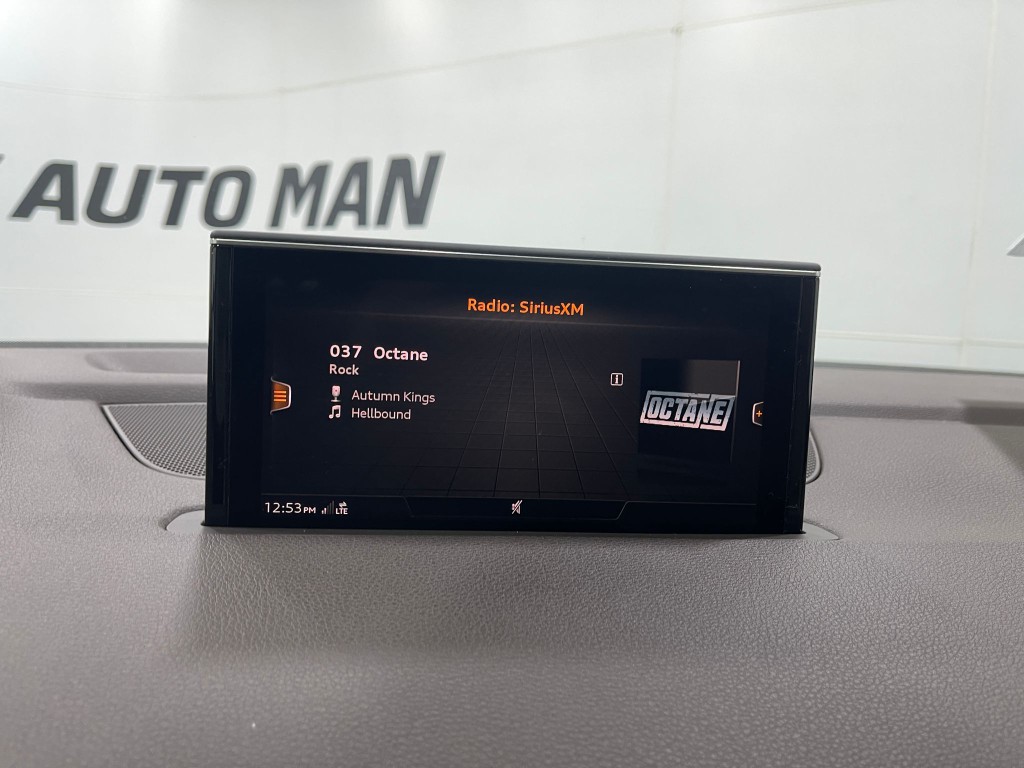 AUTO MAN
Radio: SiriusXM
037 Octane
Rock
Autumn Kings
Hellbound
OCTANE
12:53PM LTE